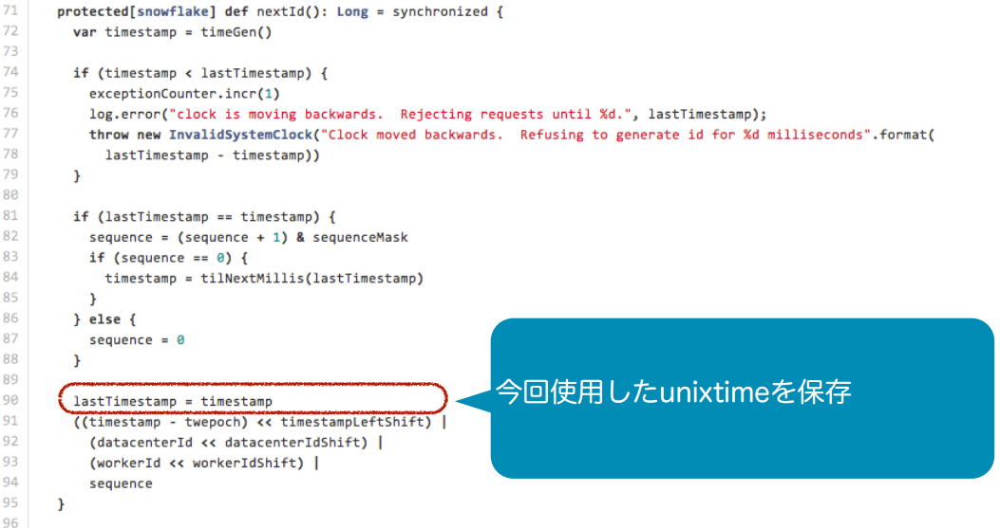 71 protected[snowflake] def nextId(): Long = synchronized {
72 var timestamp = timeGen()
73
74 if (timestamp < lastTimestamp) {
75 exceptionCounter.incr(1)
76 log.error("clock is moving backwards.  Rejecting requests until %d.", lastTimestamp);
77 throw new InvalidSystemClock("Clock moved backwards.  Refusing to generate id for %d milliseconds".format(
78 lastTimestamp - timestamp))
79 }
80
81 if (lastTimestamp == timestamp) {
82 sequence = (sequence + 1) & sequenceMask
83 if (sequence == 0) {
84 timestamp = tilNextMillis(lastTimestamp)
85 }
86 } else {
87 sequence = 0
88 }
89
90 lastTimestamp = timestamp
今回使用したunixtimeを保存
91 ((timestamp - twepoch) << timestampLeftShift) |
92 (datacenterId << datacenterIdShift) |
93 (workerId << workerIdShift) |
94 sequence
95 }
96